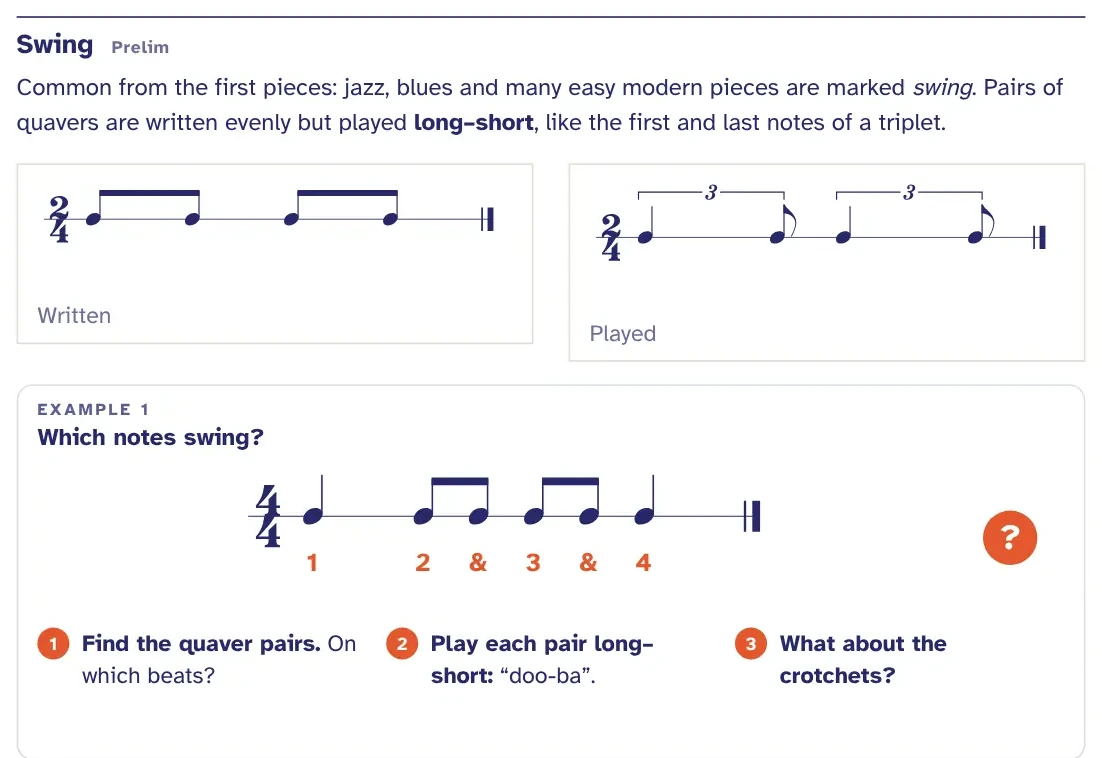 Swing Prelim
Common from the first pieces: jazz, blues and many easy modern pieces are marked swing. Pairs of
quavers are written evenly but played long–short, like the first and last notes of a triplet.
2
4
Written
3 3
2
4
Played
EXAMPLE 1
Which notes swing?
4
4
1 2 & 3 & 4
?
1 Find the quaver pairs. On
which beats?
2 Play each pair long–
short: “doo-ba”.
3 What about the
crotchets?